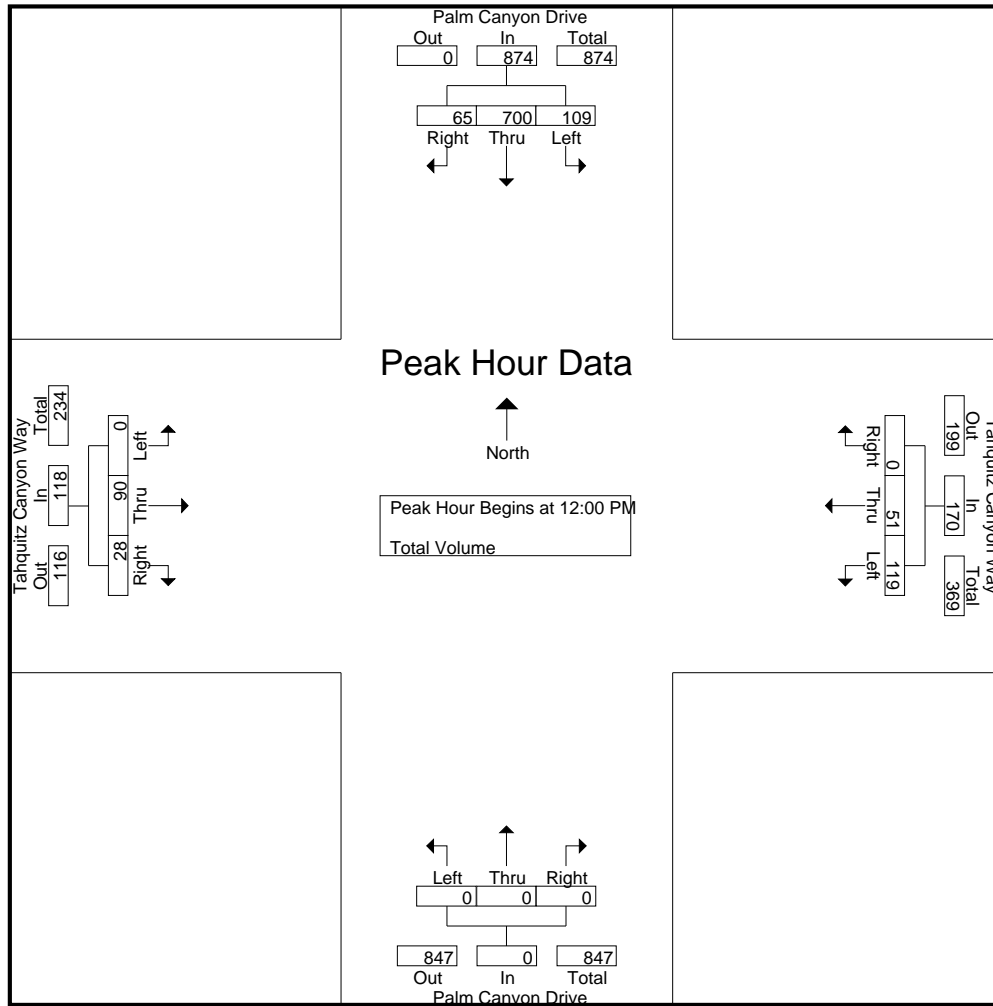 Palm Canyon Drive
Out In Total
0 874 874
65 700 109
Right Thru Left
Peak Hour Data
North
Peak Hour Begins at 12:00 PM
Total Volume
Tahquitz Canyon Way
Total In Out
234 118 116
0 90 28
Left Thru Right
Right Thru Left
0 51 119
199 170 369
Out In Total
Tahquitz Canyon Way
Left Thru Right
0 0 0
847 0 847
Out In Total
Palm Canyon Drive